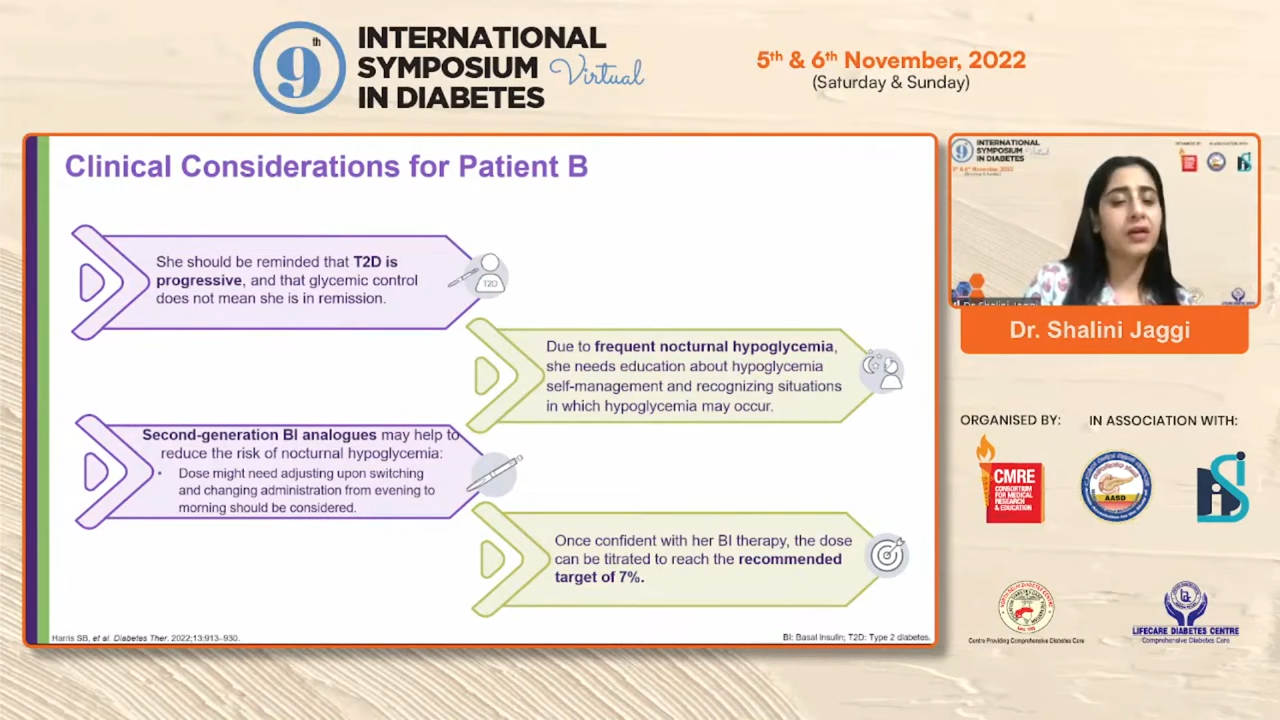 9th
INTERNATIONAL
SYMPOSIUM Virtual
IN DIABETES
5th & 6th November, 2022
(Saturday & Sunday)
Clinical Considerations for Patient B
She should be reminded that T2D is
progressive, and that glycemic control
does not mean she is in remission.
T2D
Due to frequent nocturnal hypoglycemia,
she needs education about hypoglycemia
self-management and recognizing situations
in which hypoglycemia may occur.
Second-generation BI analogues may help to
reduce the risk of nocturnal hypoglycemia:
• Dose might need adjusting upon switching
and changing administration from evening to
morning should be considered.
Once confident with her BI therapy, the dose
can be titrated to reach the recommended
target of 7%.
Harris SB, et al. Diabetes Ther. 2022;13:913–930.
BI: Basal Insulin; T2D: Type 2 diabetes.
9th
INTERNATIONAL
SYMPOSIUM Virtual
IN DIABETES
Dr. Shalini Jaggi
Dr. Shalini Jaggi
ORGANISED BY:
IN ASSOCIATION WITH:
CMRE
CONSORTIUM
FOR MEDICAL
RESEARCH
& EDUCATION
AASD
Centre Providing Comprehensive Diabetes Care
LIFECARE DIABETES CENTRE
Comprehensive Diabetes Care